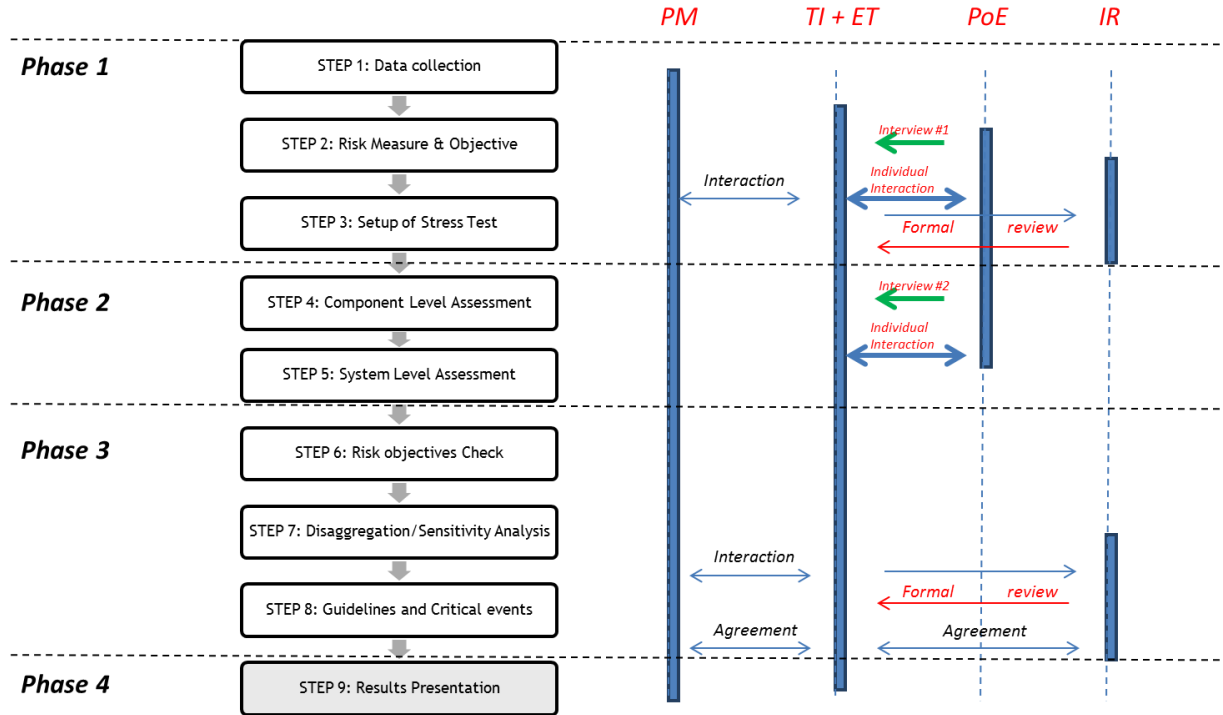 PM TI + ET PoE IR
Phase 1
STEP 1: Data collection
STEP 2: Risk Measure & Objective
Interview #1
Interaction
Individual
Interaction
STEP 3: Setup of Stress Test
Formal review
Phase 2
STEP 4: Component Level Assessment
Interview #2
Individual
Interaction
STEP 5: System Level Assessment
Phase 3
STEP 6: Risk objectives Check
STEP 7: Disaggregation/Sensitivity Analysis
Interaction
STEP 8: Guidelines and Critical events
Formal review
Agreement Agreement
Phase 4
STEP 9: Results Presentation